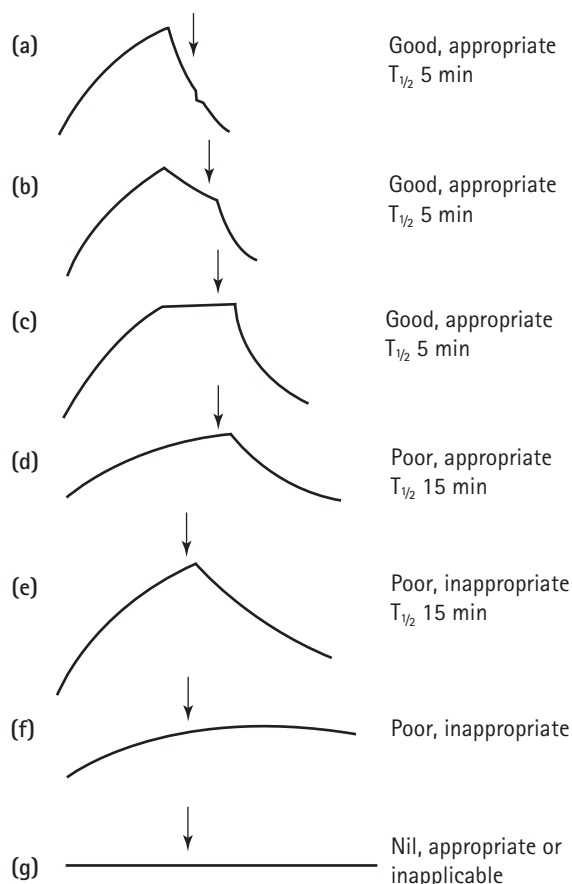 (a)
Good, appropriate
T1/2 5 min
(b)
Good, appropriate
T1/2 5 min
(c)
Good, appropriate
T1/2 5 min
(d)
Poor, appropriate
T1/2 15 min
(e)
Poor, inappropriate
T1/2 15 min
(f)
Poor, inappropriate
(g)
Nil, appropriate or
inapplicable